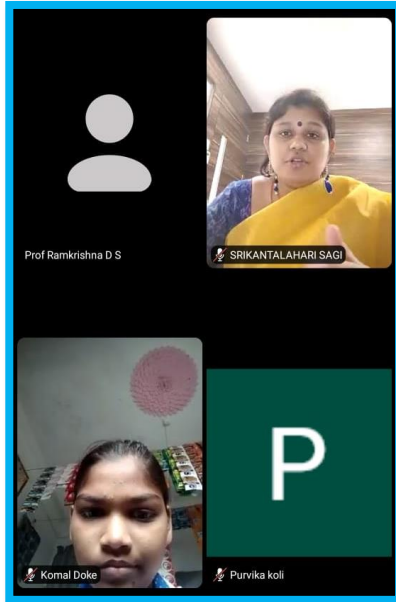 Prof Ramkrishna D S
SRIKANTALAHARI SAGI
Komal Doke
P
Purvika koli